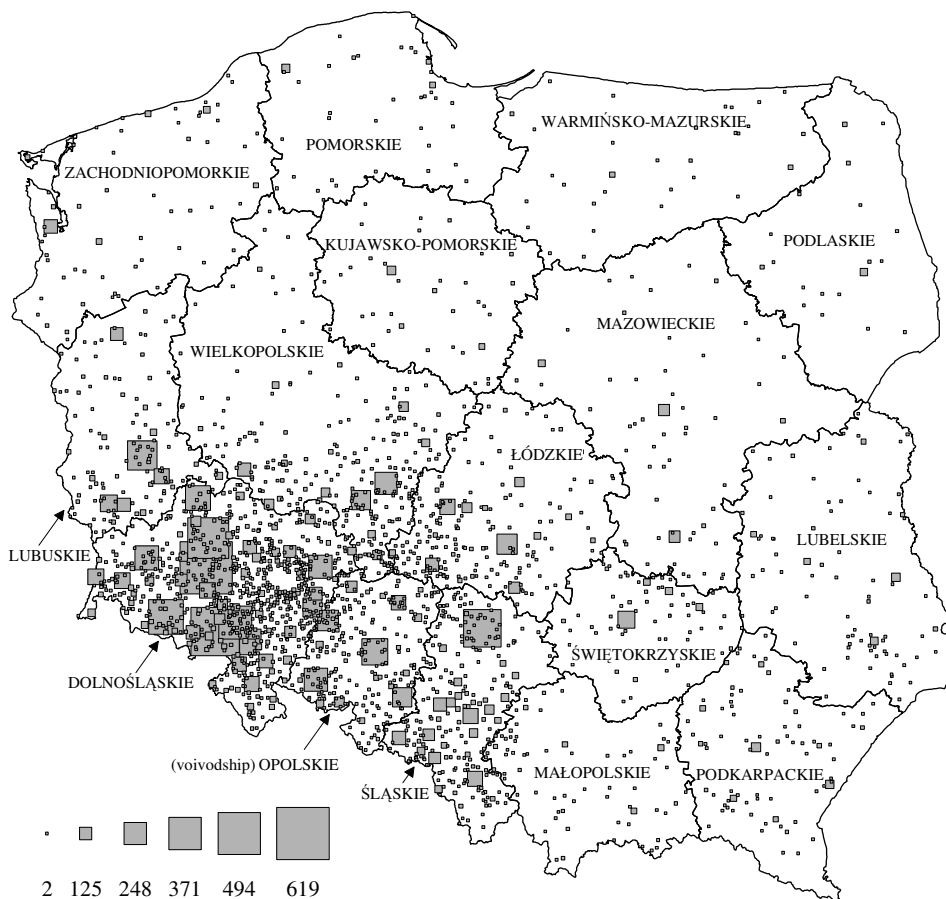 WARMIŃSKO-MAZURSKIE
POMORSKIE
ZACHODNIOPOMORKIE
KUJAWSKO-POMORSKIE
PODLASKIE
MAZOWIECKIE
WIELKOPOLSKIE
ŁÓDZKIE
LUBUSKIE
LUBELSKIE
ŚWIĘTOKRZYSKIE
DOLNOŚLĄSKIE
(voivodship) OPOLSKIE
ŚLĄSKIE
MAŁOPOLSKIE
PODKARPACKIE
2 125 248 371 494 619